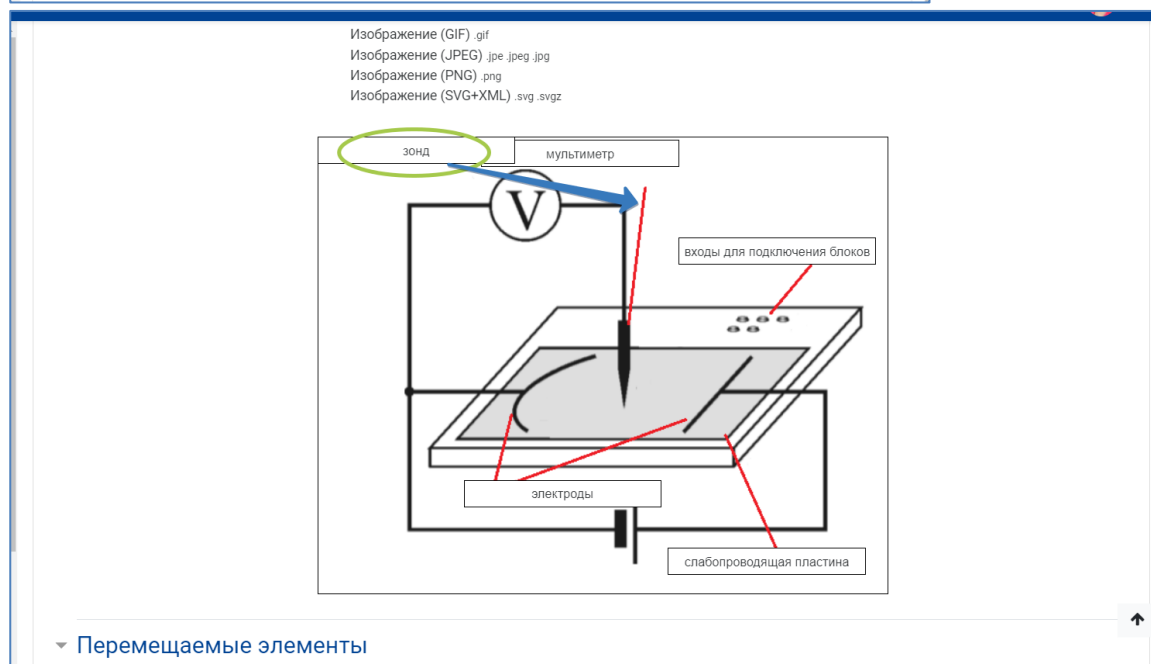 Изображение (GIF) .gif
Изображение (JPEG) .jpe .jpeg .jpg
Изображение (PNG) .png
Изображение (SVG+XML) .svg .svgz
зонд
мультиметр
V
входы для подключения блоков
электроды
слабопроводящая пластина
Перемещаемые элементы